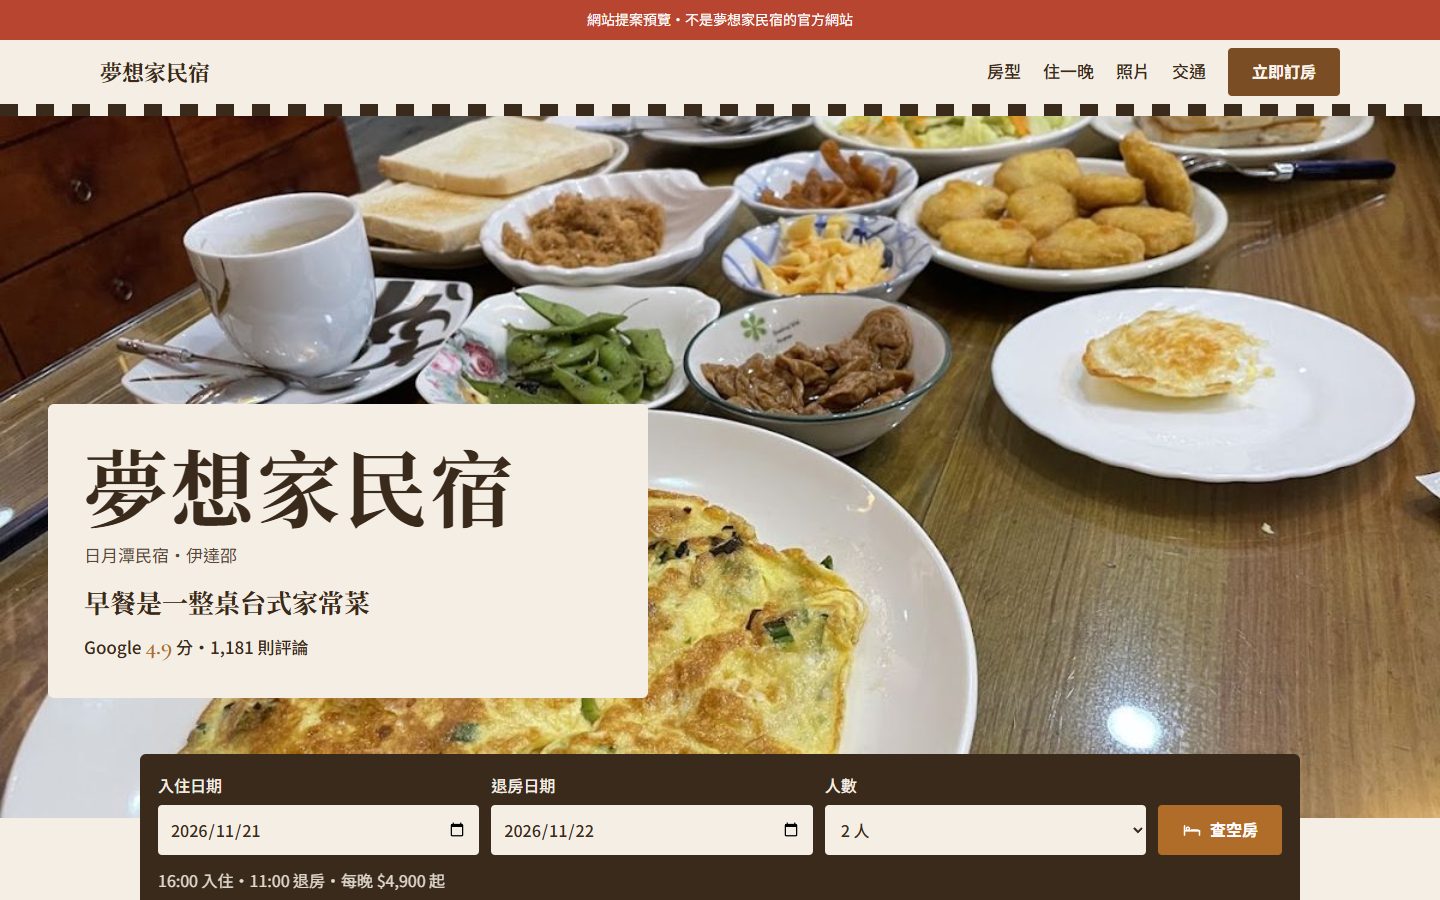 網站提案預覽・不是夢想家民宿的官方網站
夢想家民宿
房型 住一晚 照片 交通 立即訂房
夢想家民宿
日月潭民宿・伊達邵
早餐是一整桌台式家常菜
Google 4.9 分・1,181 則評論
入住日期 退房日期 人數
2026/11/21 2026/11/22 2 人 查空房
16:00 入住・11:00 退房・每晚 $4,900 起